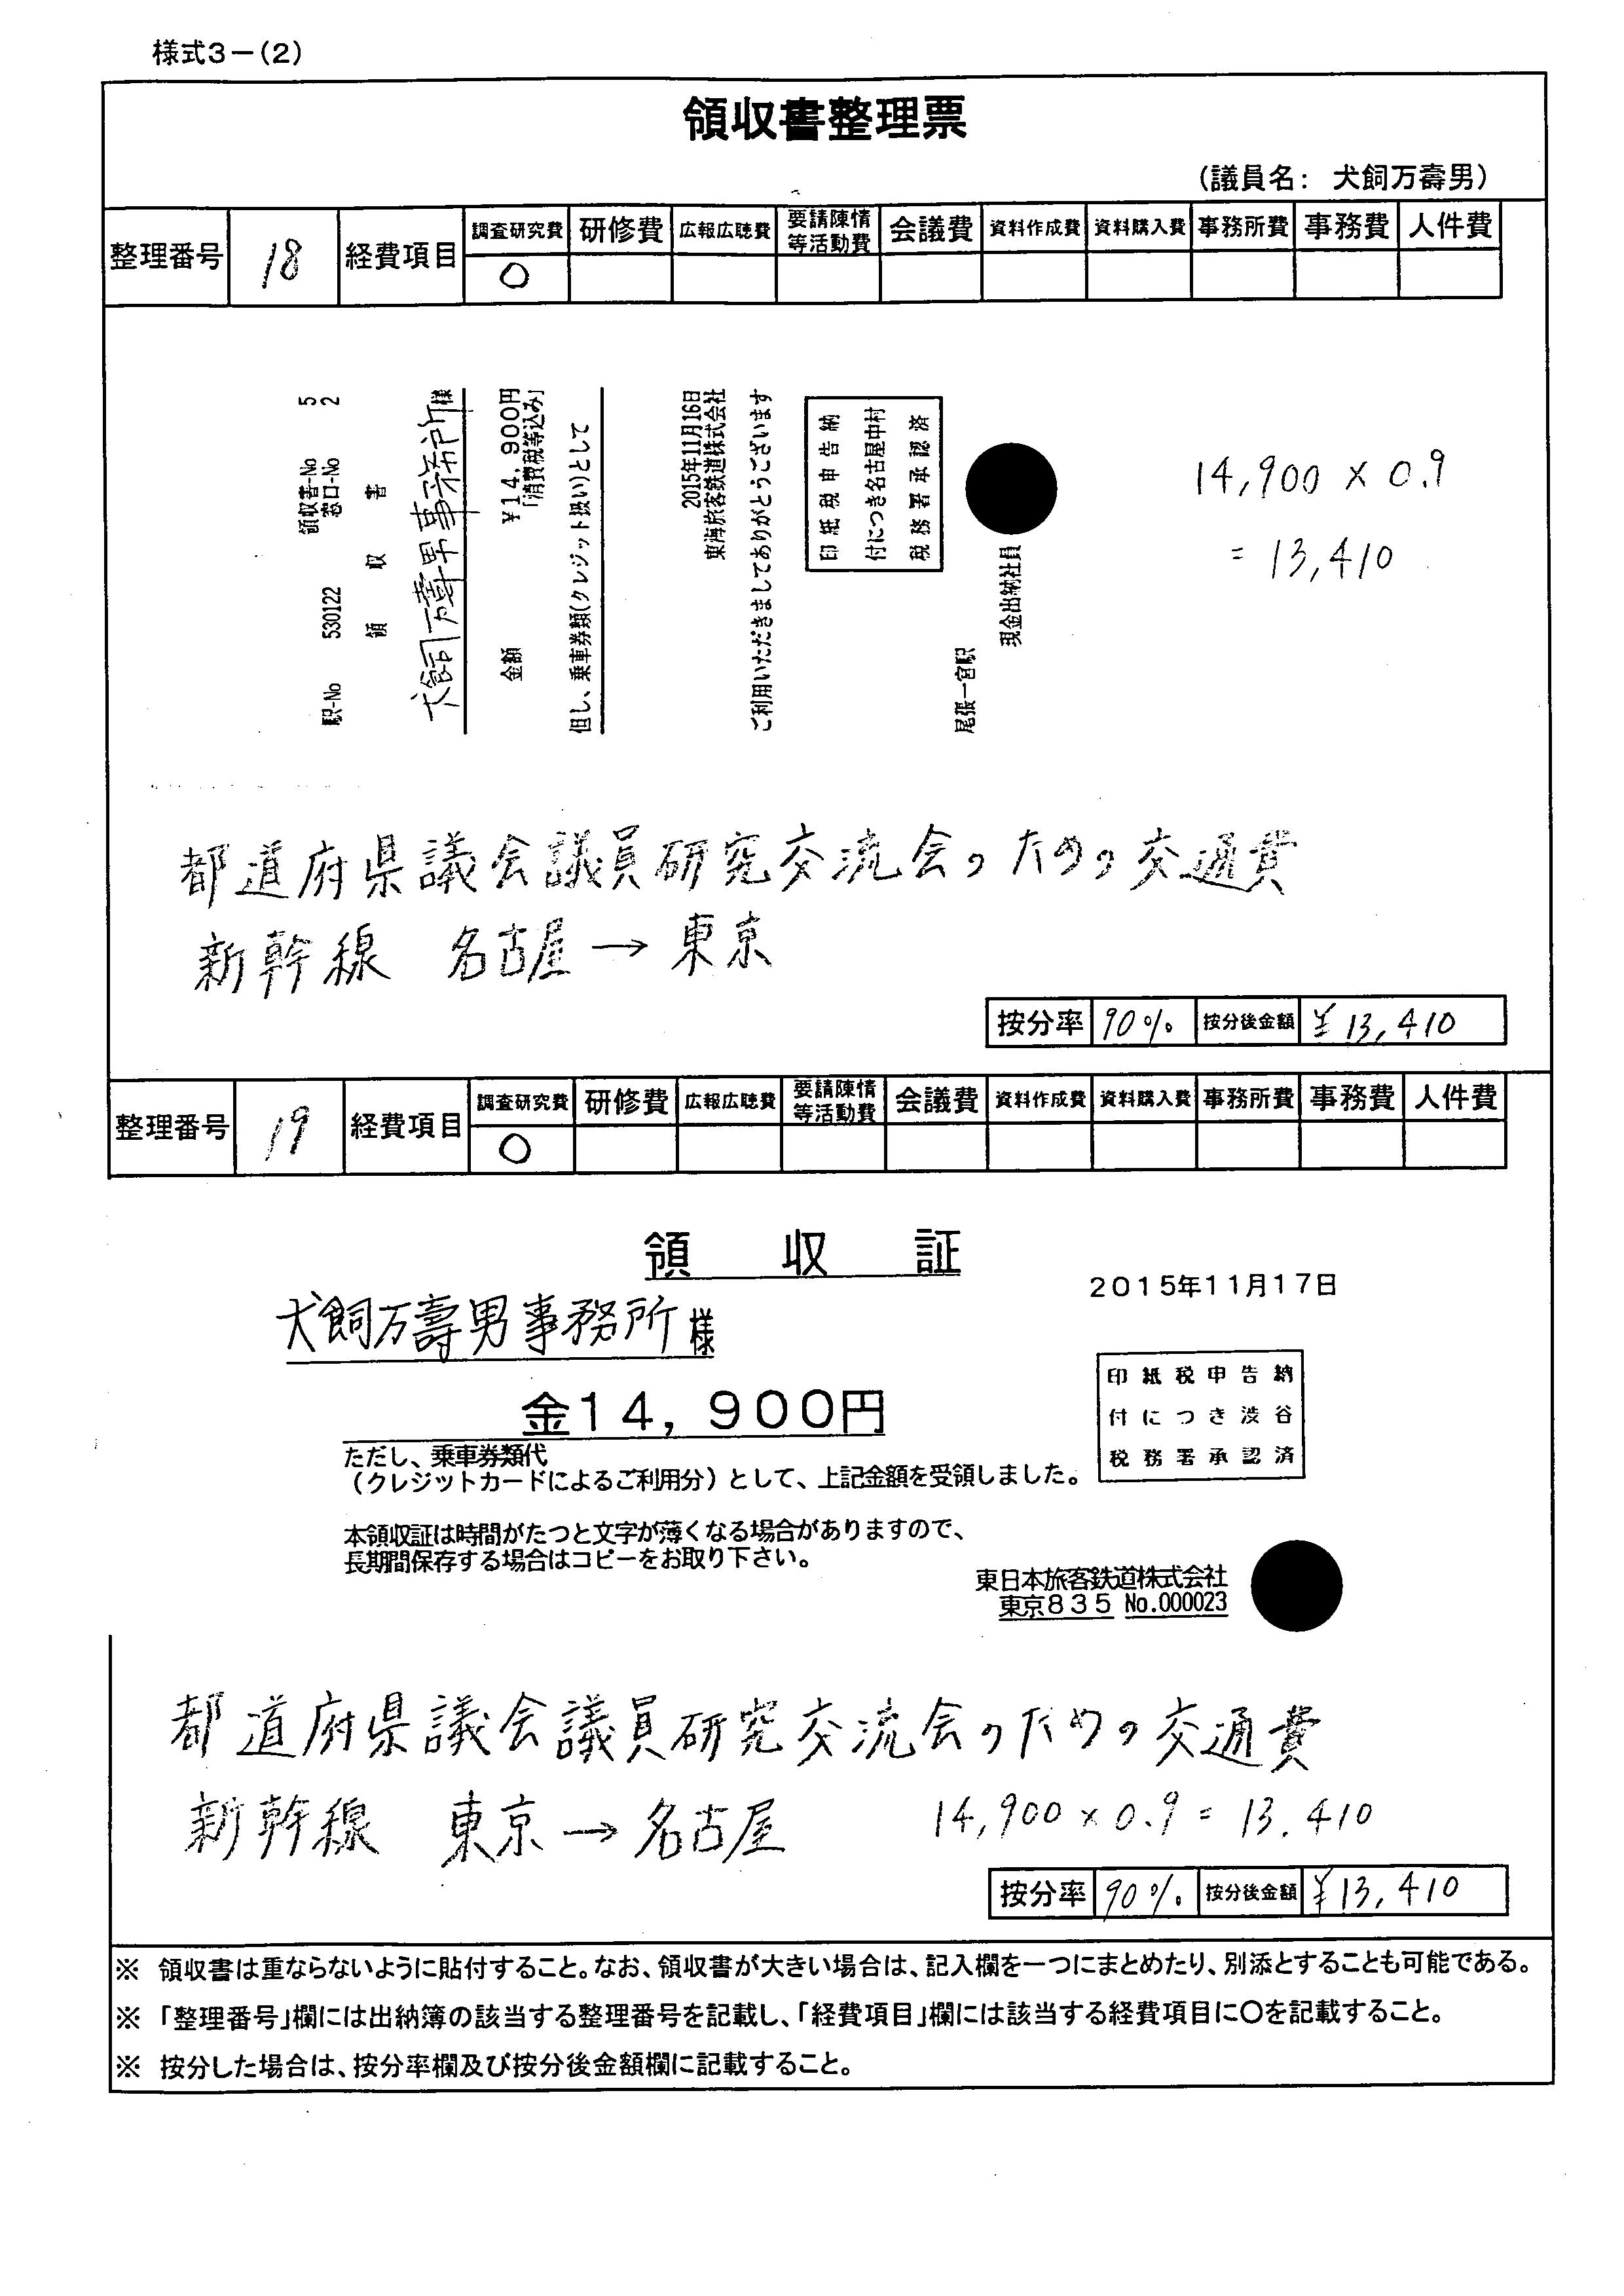 様式3－(2)
領収書整理票
（議員名： 犬飼万壽男）
整理番号 18 経費項目 調査研究費 研修費 広報広聴費 要請陳情等活動費 会議費 資料作成費 資料購入費 事務所費 事務費 人件費
○
領収書-No 5
駅-No 530122 窓口-No 2
領 収 書
犬飼万壽男事務所様
金額 ¥14,900円
「消費税等込み」
但し、乗車券類(クレジット扱い)として
2015年11月16日
東海旅客鉄道株式会社
ご利用いただきましてありがとうございます
印紙税申告納
付につき名古屋中村
税務署承認済
尾張一宮駅
現金出納社員
14,900 × 0.9
= 13,410
都道府県議会議員研究交流会のための交通費
新幹線 名古屋→東京
按分率 90% 按分後金額 ¥13,410
整理番号 19 経費項目 調査研究費 研修費 広報広聴費 要請陳情等活動費 会議費 資料作成費 資料購入費 事務所費 事務費 人件費
○
領 収 証
2015年11月17日
犬飼万壽男事務所様
金14,900円
ただし、乗車券類代
（クレジットカードによるご利用分）として、上記金額を受領しました。
印紙税申告納
付につき渋谷
税務署承認済
本領収証は時間がたつと文字が薄くなる場合がありますので、
長期間保存する場合はコピーをお取り下さい。
東日本旅客鉄道株式会社
東京835 No.000023
都道府県議会議員研究交流会のための交通費
新幹線 東京→名古屋 14,900×0.9=13.410
按分率 90% 按分後金額 ¥13,410
※ 領収書は重ならないように貼付すること。なお、領収書が大きい場合は、記入欄を一つにまとめたり、別添とすることも可能である。
※ 「整理番号」欄には出納簿の該当する整理番号を記載し、「経費項目」欄には該当する経費項目に○を記載すること。
※ 按分した場合は、按分率欄及び按分後金額欄に記載すること。